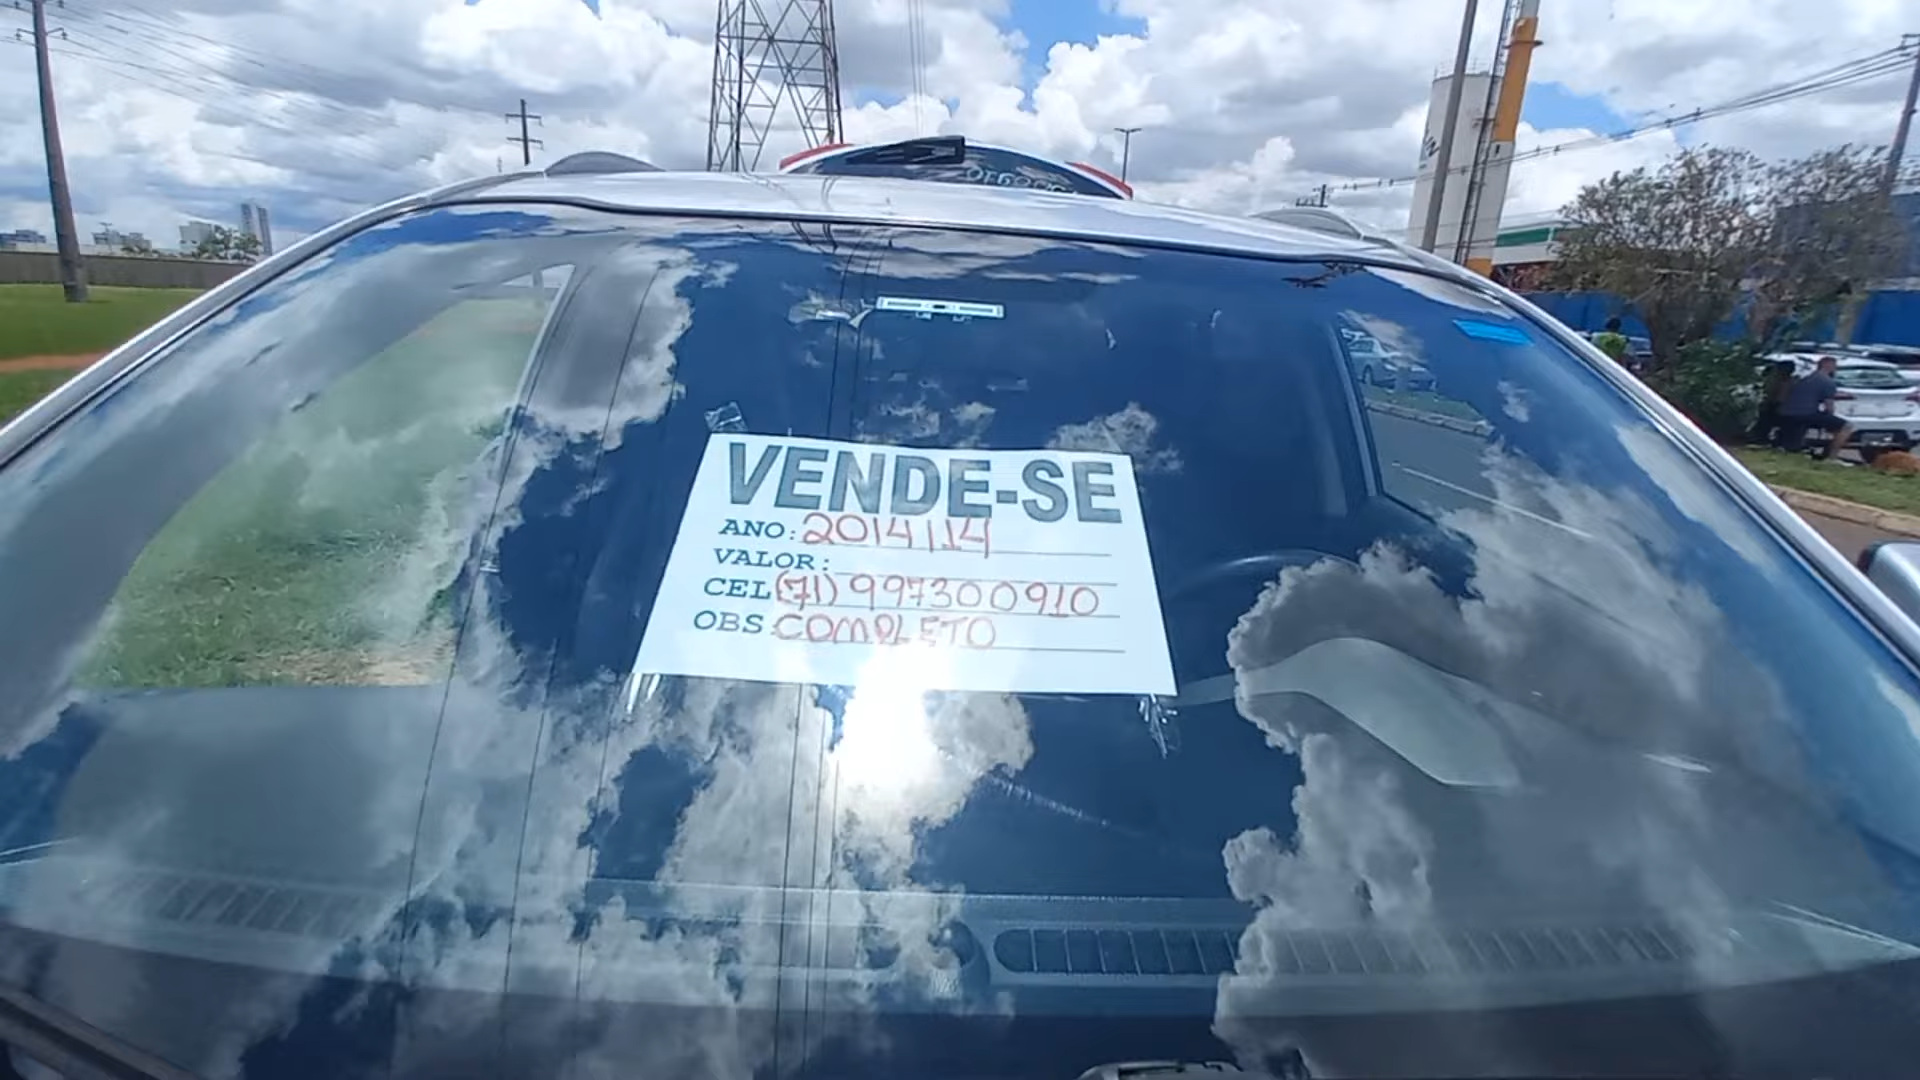 VENDE-SE
ANO: 2014/14
VALOR:
CEL (71) 997300910
OBS: COMPLETO